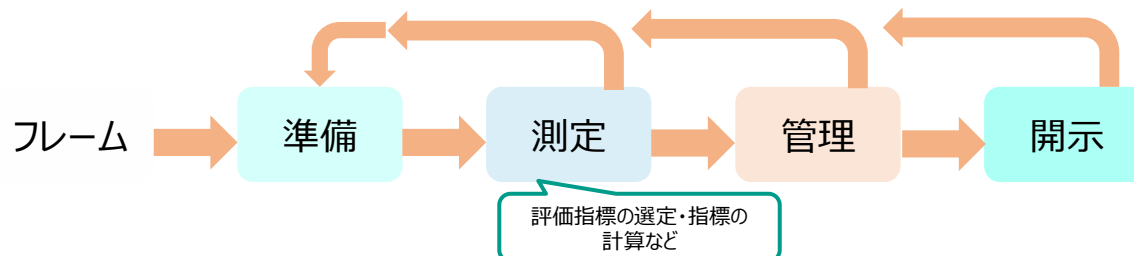 フレーム
準備
測定
管理
開示
評価指標の選定・指標の
計算など